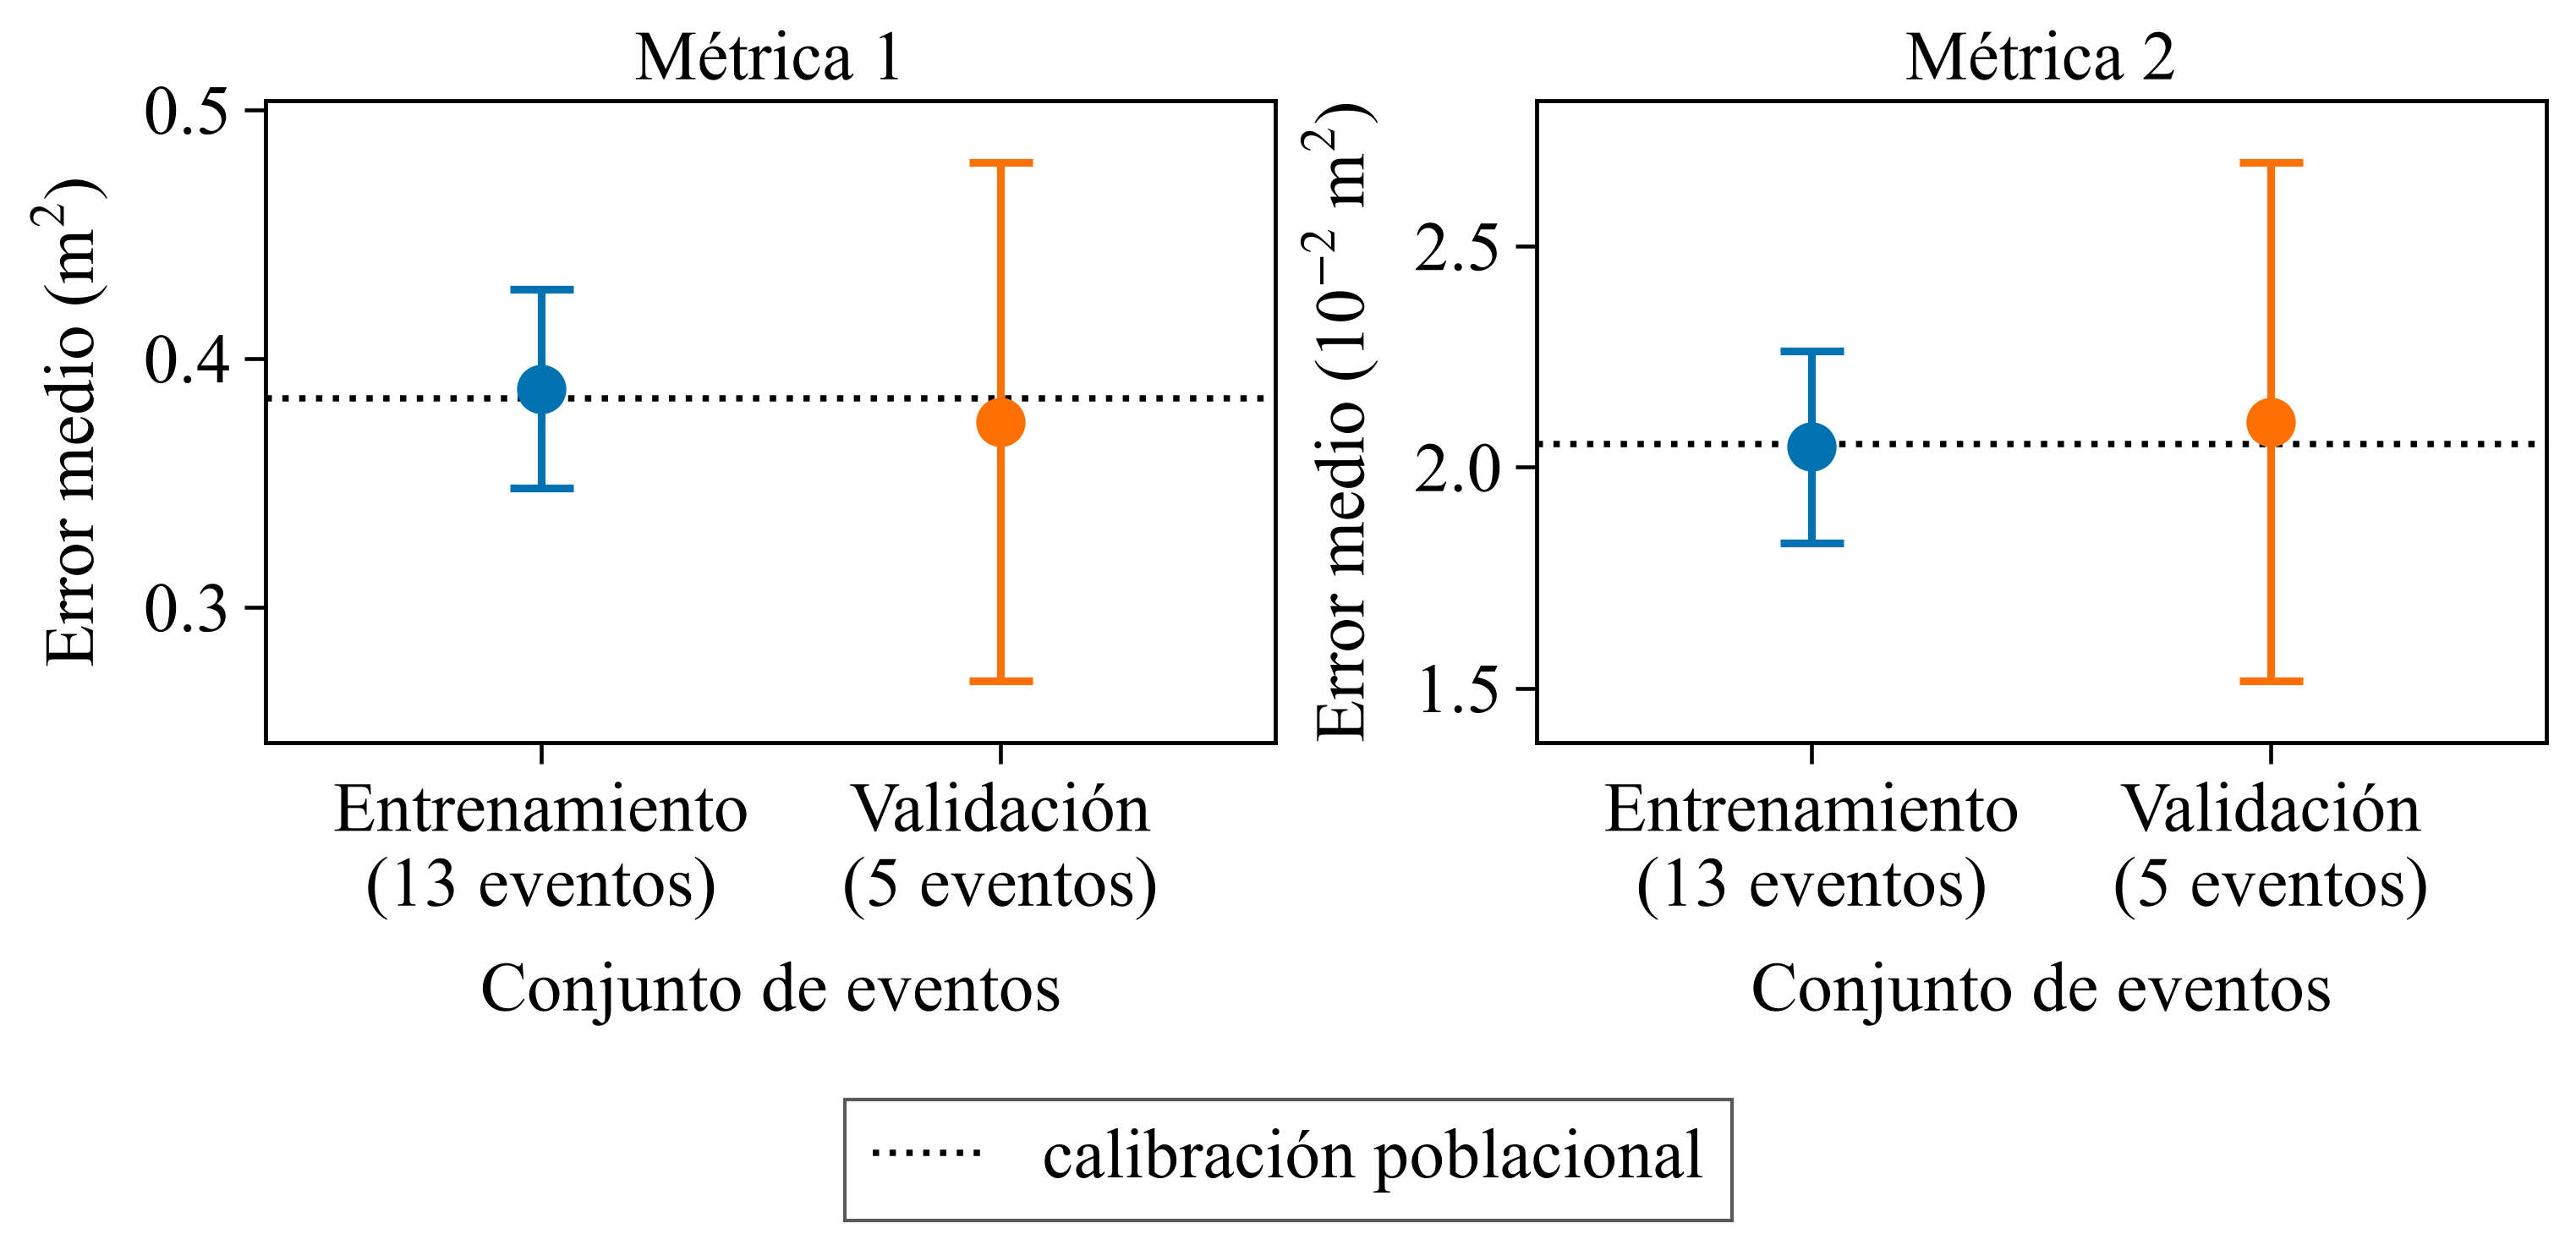 Métrica 1
Error medio (m²)
0.5
0.4
0.3
Entrenamiento
(13 eventos)
Validación
(5 eventos)
Conjunto de eventos
Métrica 2
Error medio (10⁻² m²)
2.5
2.0
1.5
Entrenamiento
(13 eventos)
Validación
(5 eventos)
Conjunto de eventos
calibración poblacional